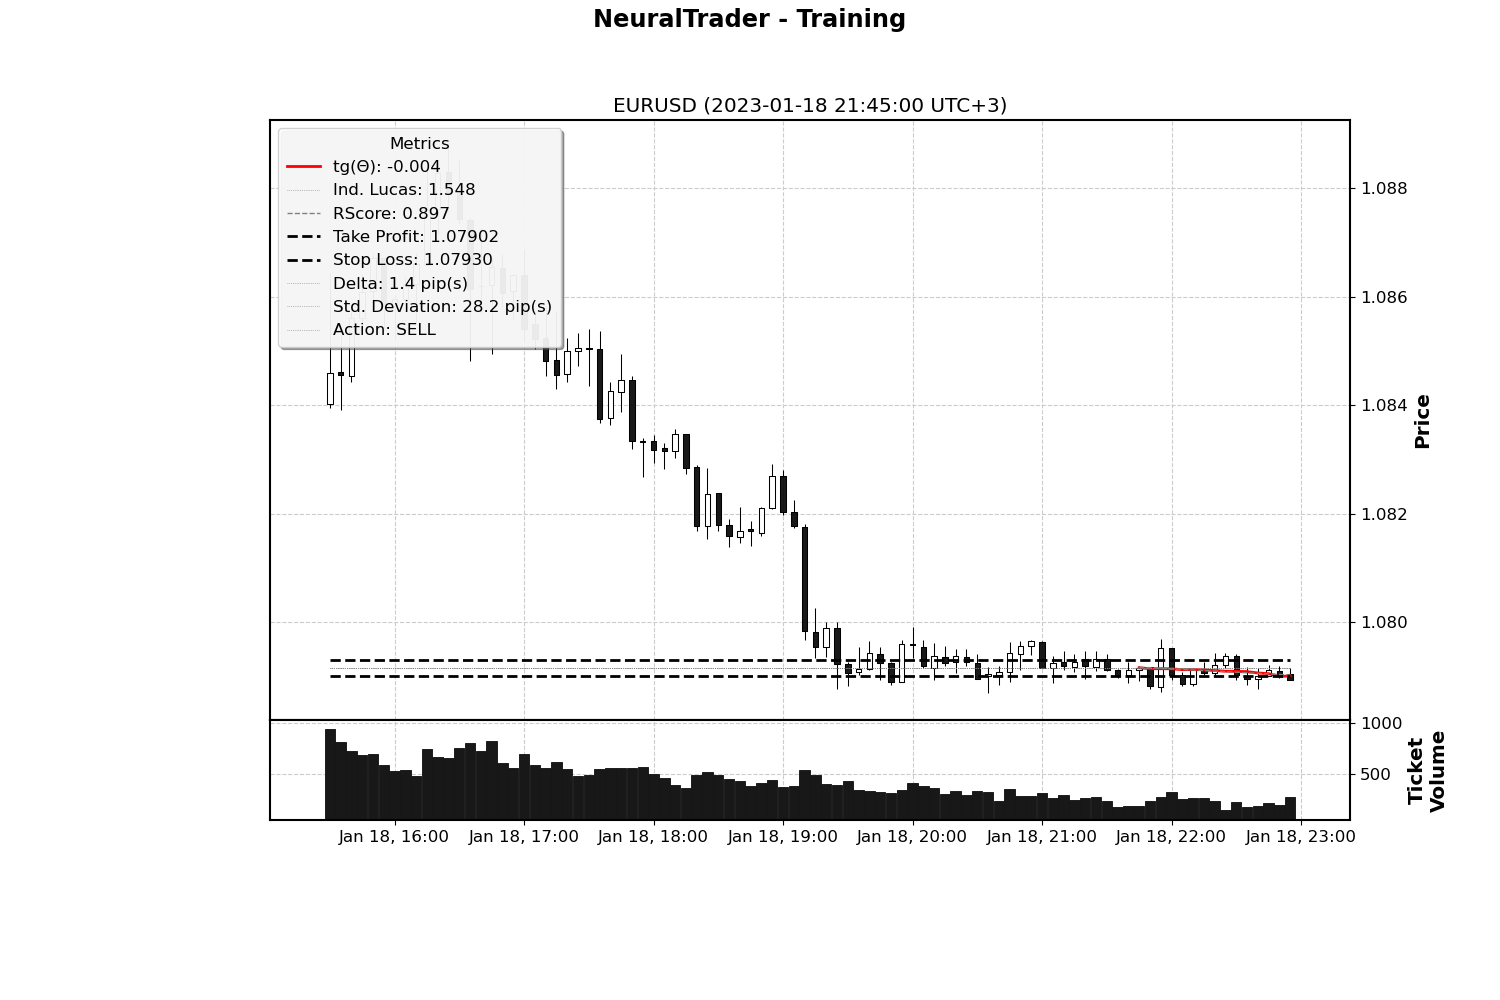 NeuralTrader - Training
EURUSD (2023-01-18 21:45:00 UTC+3)
Metrics
tg(Θ): -0.004
Ind. Lucas: 1.548
RScore: 0.897
Take Profit: 1.07902
Stop Loss: 1.07930
Delta: 1.4 pip(s)
Std. Deviation: 28.2 pip(s)
Action: SELL
1.088
1.086
1.084
1.082
1.080
Price
1000
500
Ticket
Volume
Jan 18, 16:00 Jan 18, 17:00 Jan 18, 18:00 Jan 18, 19:00 Jan 18, 20:00 Jan 18, 21:00 Jan 18, 22:00 Jan 18, 23:00